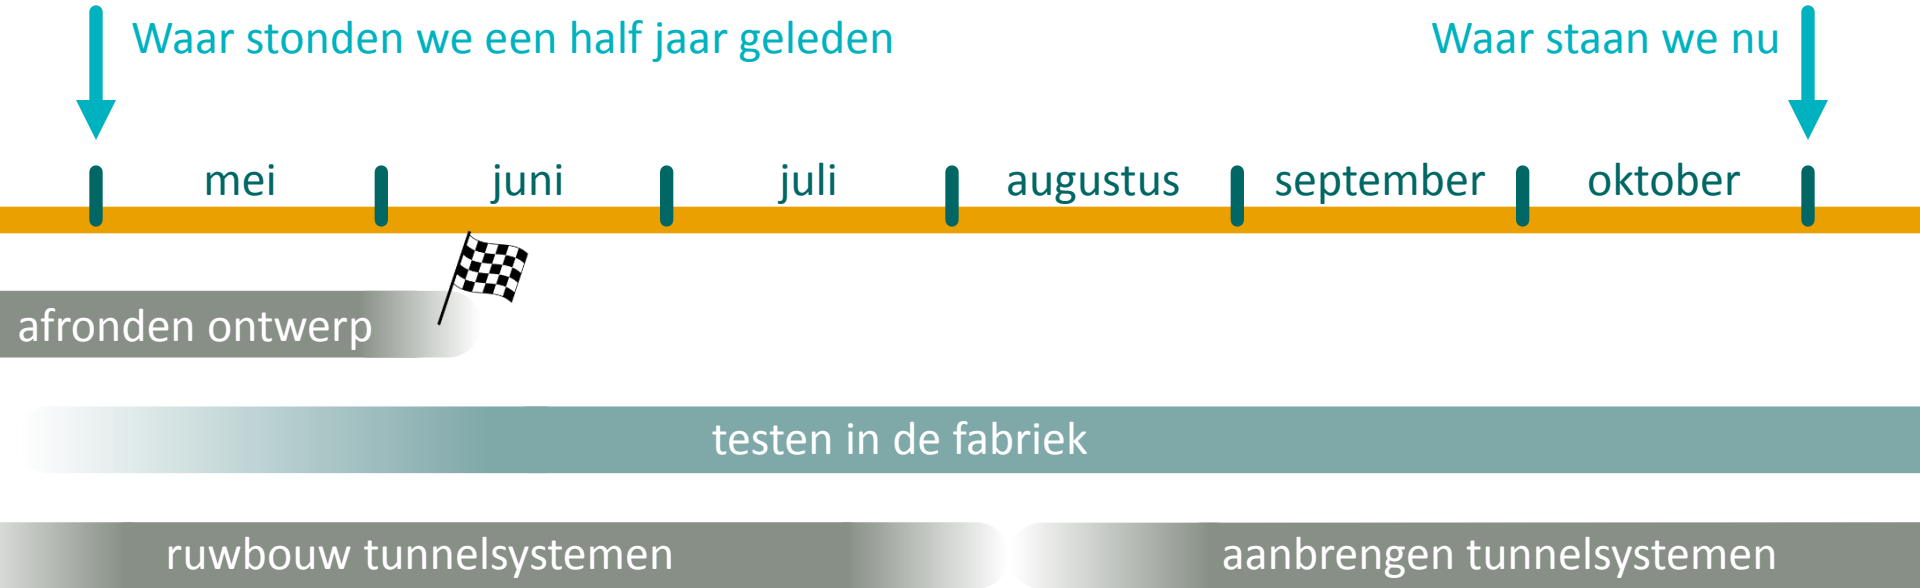 Waar stonden we een half jaar geleden
Waar staan we nu
mei juni juli augustus september oktober
afronden ontwerp
testen in de fabriek
ruwbouw tunnelsystemen aanbrengen tunnelsystemen